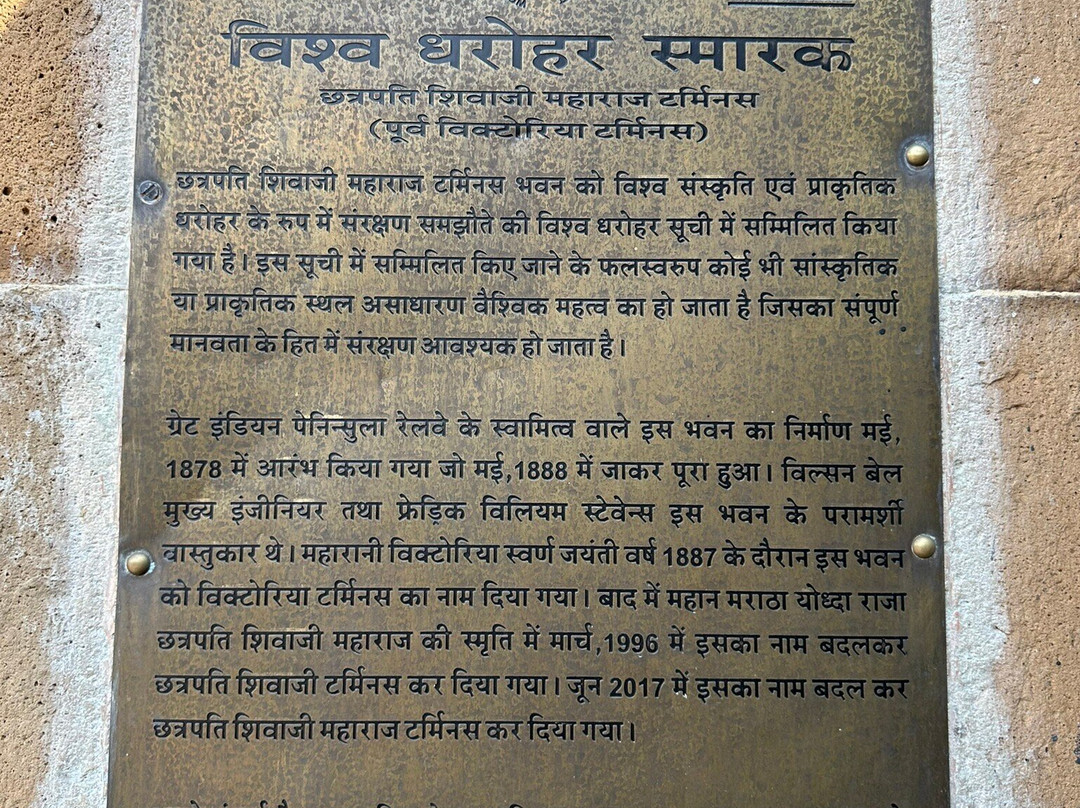 विश्व धरोहर स्मारक
छत्रपति शिवाजी महाराज टर्मिनस
(पूर्व विक्टोरिया टर्मिनस)
छत्रपति शिवाजी महाराज टर्मिनस भवन को विश्व संस्कृति एवं प्राकृतिक
धरोहर के रुप में संरक्षण समझौते की विश्व धरोहर सूची में सम्मिलित किया
गया है। इस सूची में सम्मिलित किए जाने के फलस्वरुप कोई भी सांस्कृतिक
या प्राकृतिक स्थल असाधारण वैश्विक महत्व का हो जाता है जिसका संपूर्ण
मानवता के हित में संरक्षण आवश्यक हो जाता है।
ग्रेट इंडियन पेनिन्सुला रेलवे के स्वामित्व वाले इस भवन का निर्माण मई,
1878 में आरंभ किया गया जो मई,1888 में जाकर पूरा हुआ। विल्सन बेल
मुख्य इंजीनियर तथा फ्रेड्रिक विलियम स्टेवेन्स इस भवन के परामर्शी
वास्तुकार थे। महारानी विक्टोरिया स्वर्ण जयंती वर्ष 1887 के दौरान इस भवन
को विक्टोरिया टर्मिनस का नाम दिया गया। बाद में महान मराठा योध्दा राजा
छत्रपति शिवाजी महाराज की स्मृति में मार्च,1996 में इसका नाम बदलकर
छत्रपति शिवाजी टर्मिनस कर दिया गया। जून 2017 में इसका नाम बदल कर
छत्रपति शिवाजी महाराज टर्मिनस कर दिया गया।